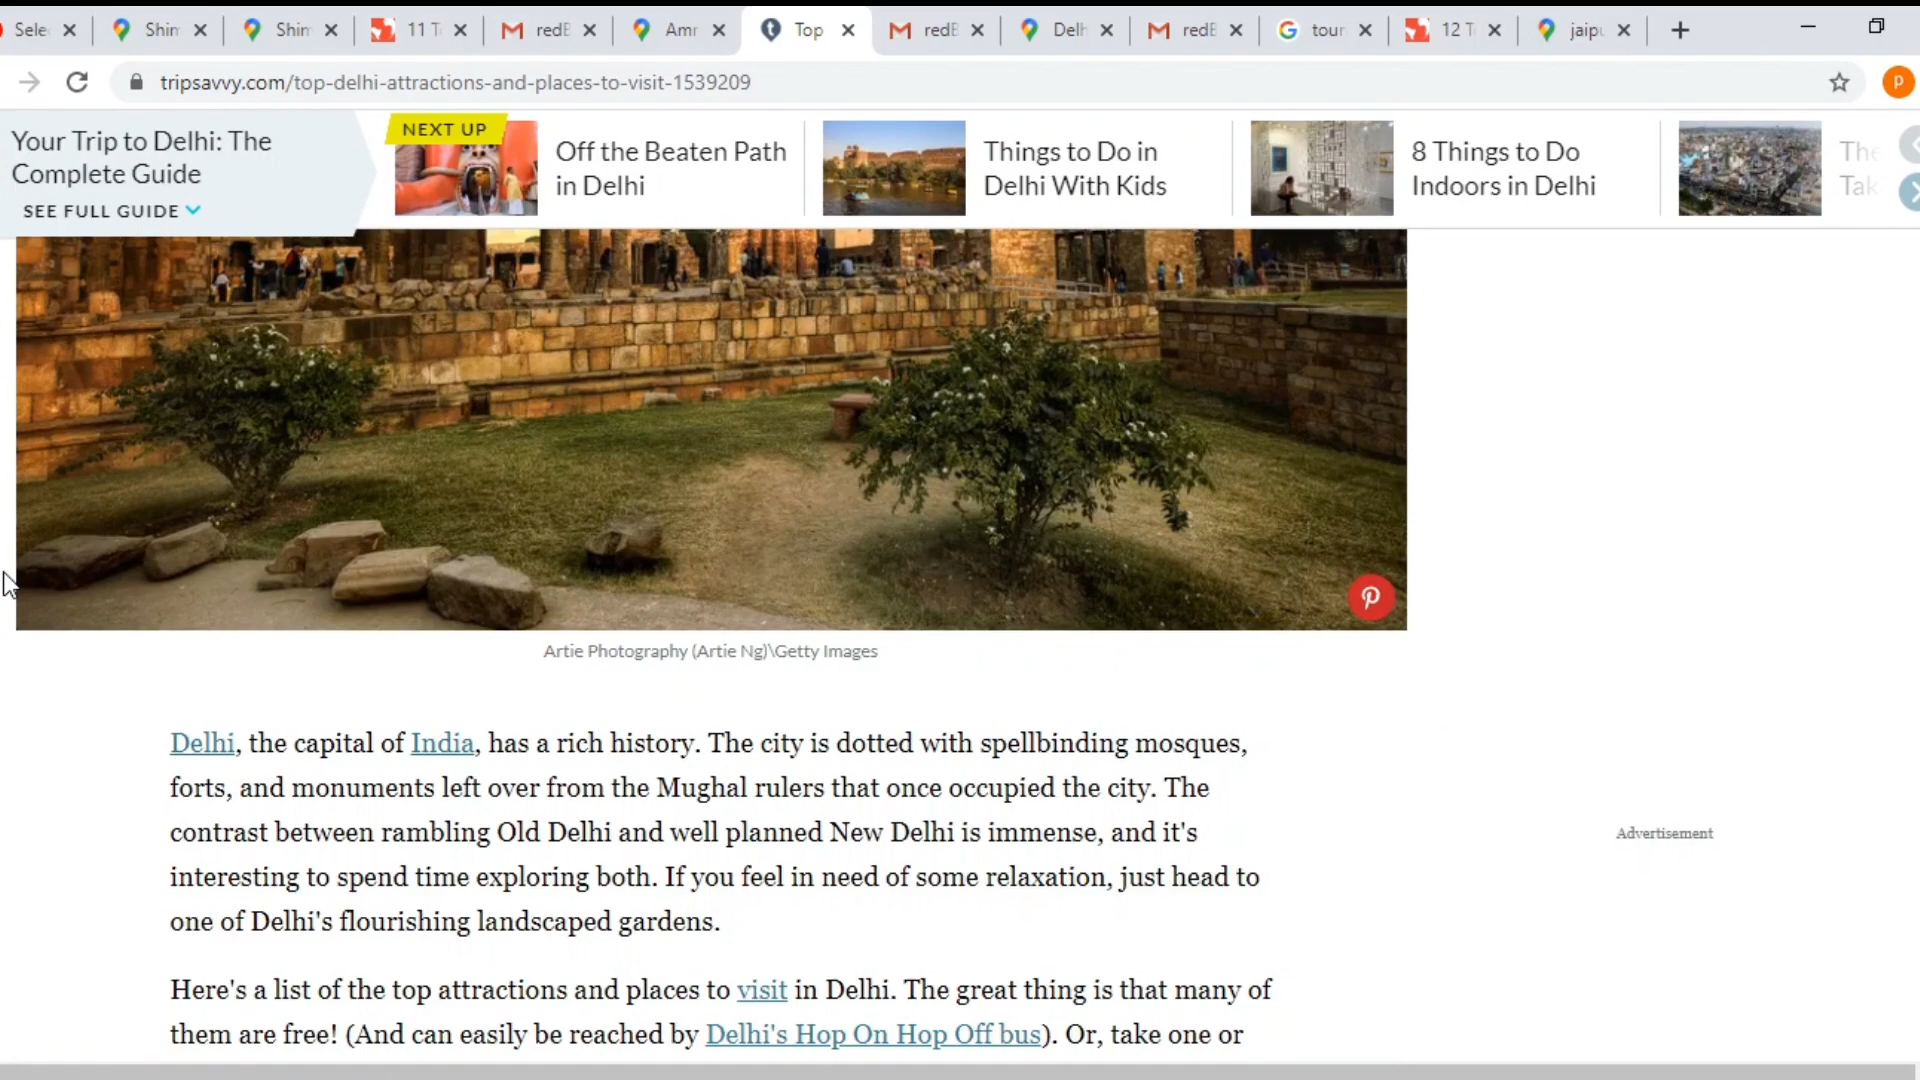 Sele
Shim
Shim
11 T
redB
Amr
Top
redB
Delh
redB
tour
12 T
jaipu
tripsavvy.com/top-delhi-attractions-and-places-to-visit-1539209
P
Your Trip to Delhi: The
Complete Guide
SEE FULL GUIDE
NEXT UP
Off the Beaten Path
in Delhi
Things to Do in
Delhi With Kids
8 Things to Do
Indoors in Delhi
The
Tak
Artie Photography (Artie Ng)\Getty Images
Delhi, the capital of India, has a rich history. The city is dotted with spellbinding mosques,
forts, and monuments left over from the Mughal rulers that once occupied the city. The
contrast between rambling Old Delhi and well planned New Delhi is immense, and it's
interesting to spend time exploring both. If you feel in need of some relaxation, just head to
one of Delhi's flourishing landscaped gardens.
Advertisement
Here's a list of the top attractions and places to visit in Delhi. The great thing is that many of
them are free! (And can easily be reached by Delhi's Hop On Hop Off bus). Or, take one or